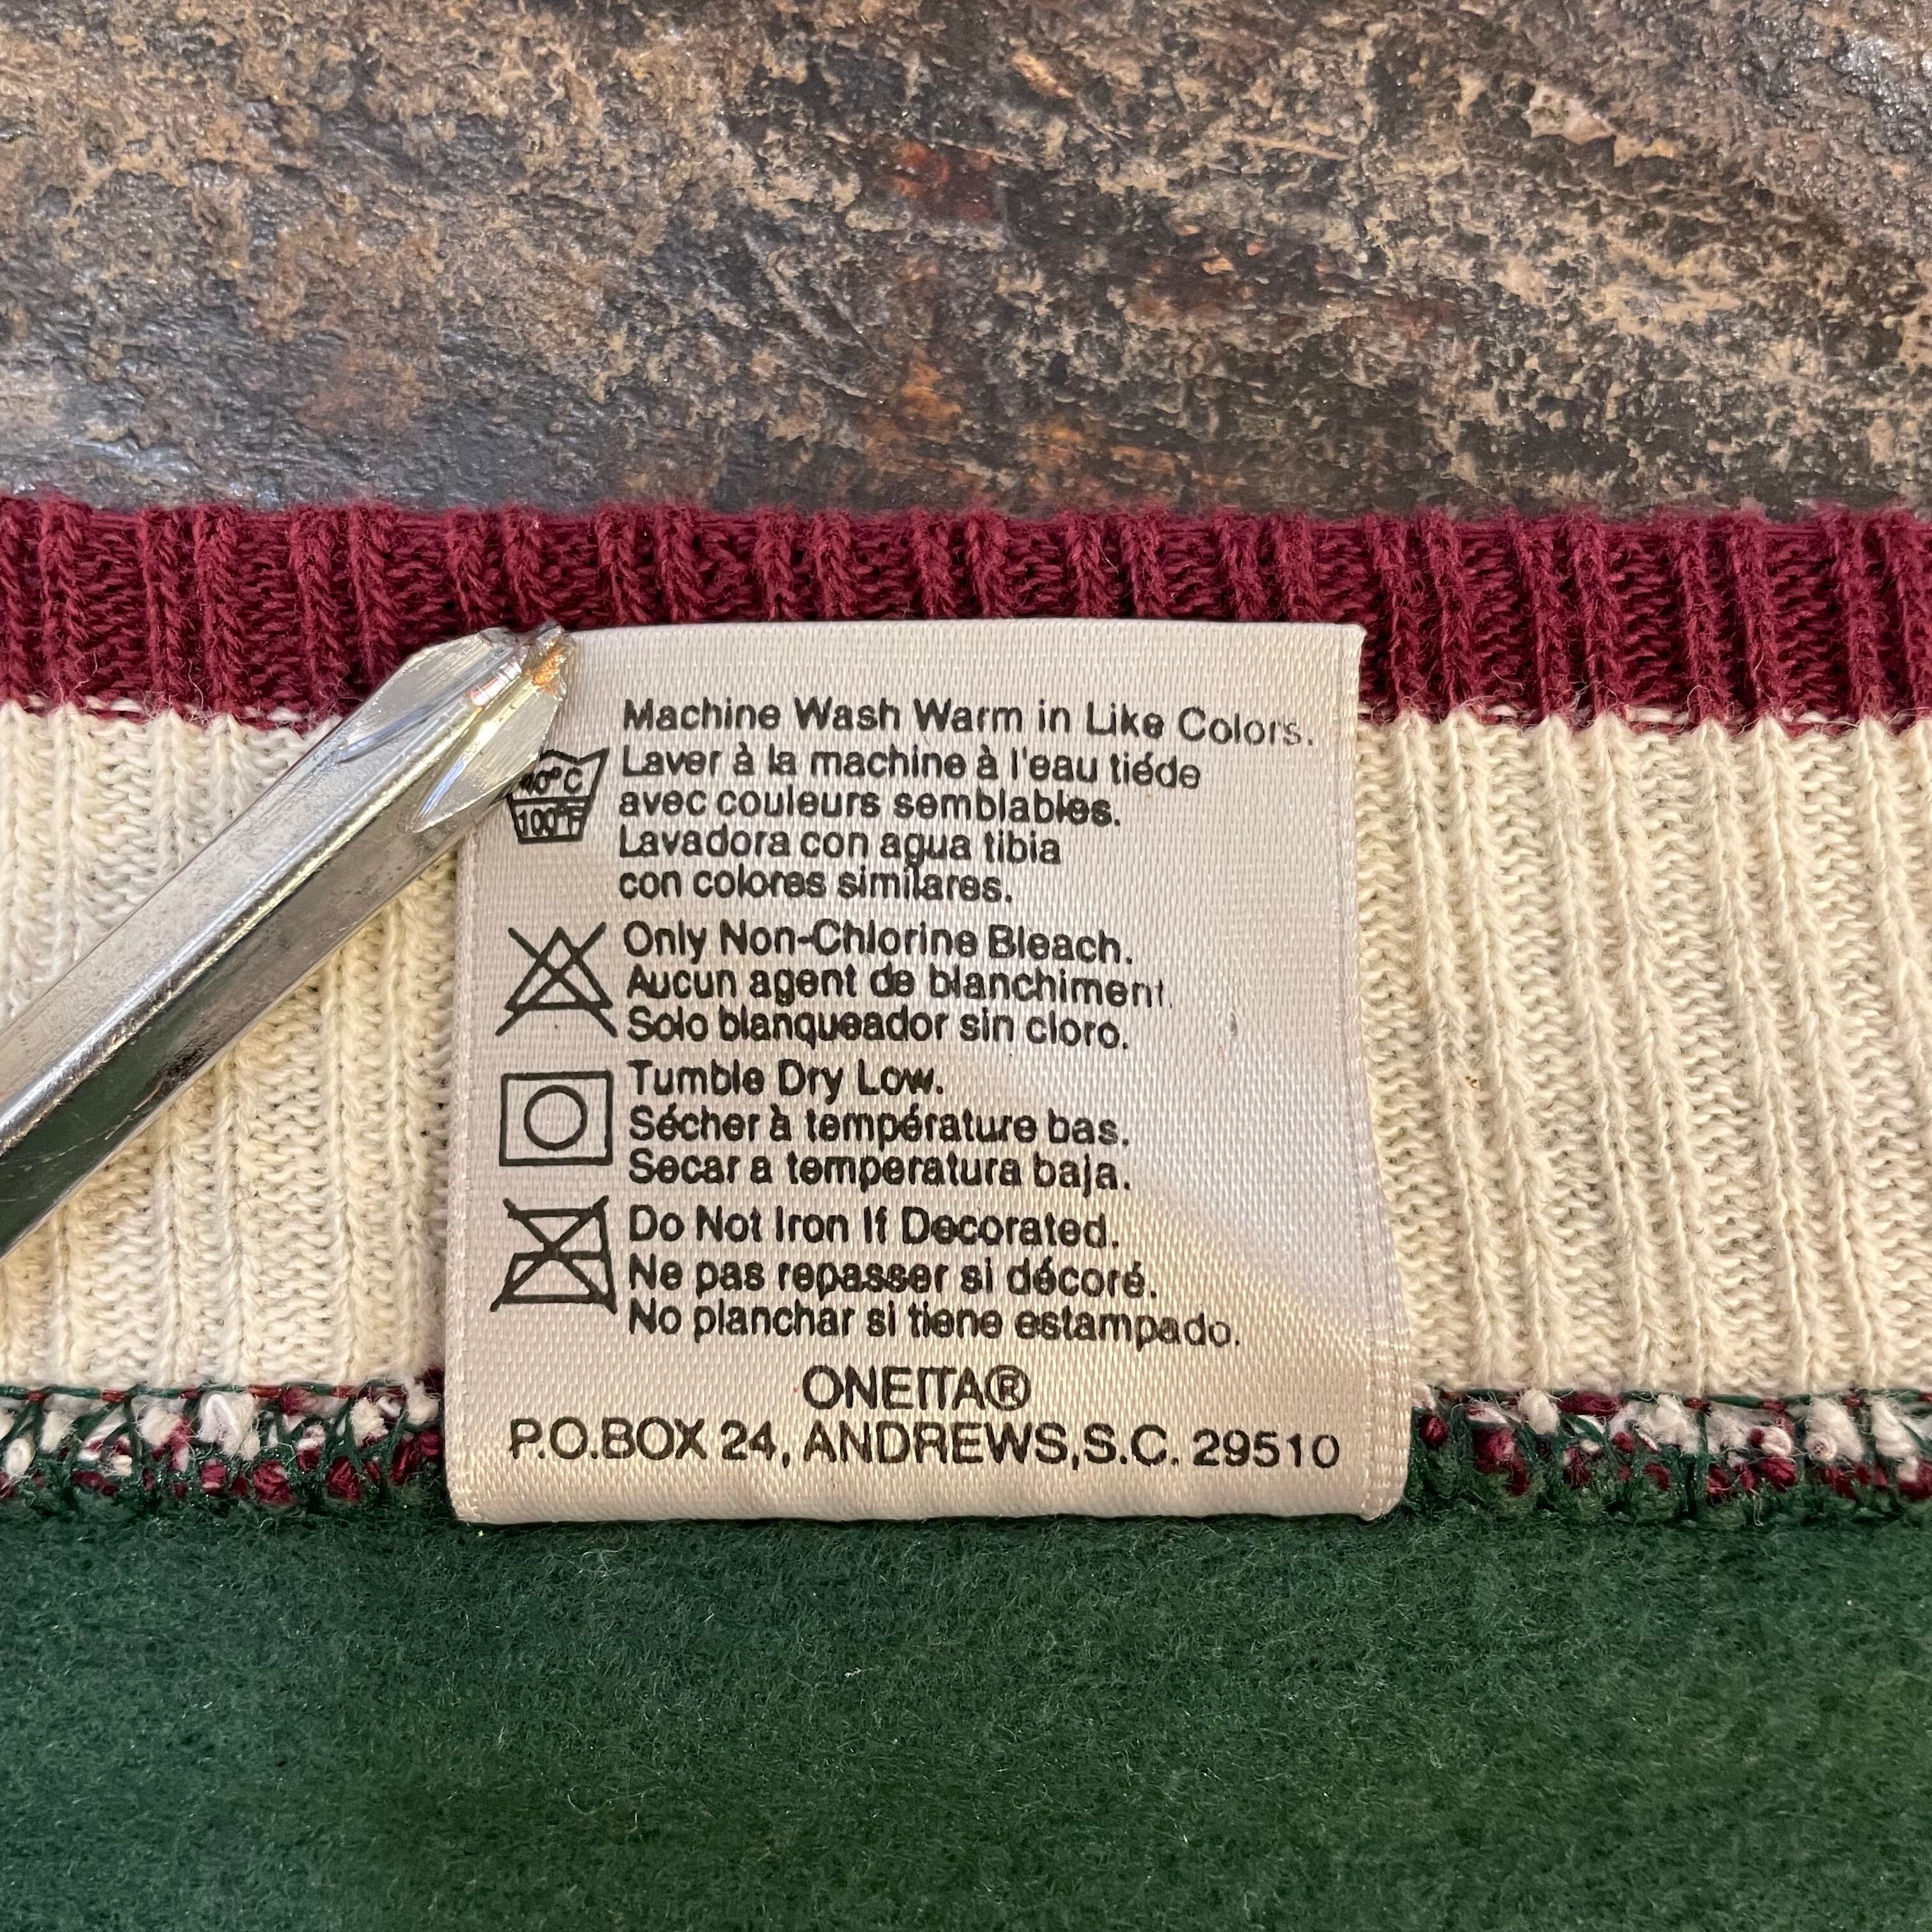 Machine Wash Warm in Like Colors.
40°C
100°F
Laver à la machine à l'eau tiéde
avec couleurs semblables.
Lavadora con agua tibia
con colores similares.
Only Non-Chlorine Bleach.
Aucun agent de blanchiment.
Solo blanqueador sin cloro.
Tumble Dry Low.
Sécher à température bas.
Secar a temperatura baja.
Do Not Iron If Decorated.
Ne pas repasser si décoré.
No planchar si tiene estampado.
ONEITA®
P.O.BOX 24, ANDREWS,S.C. 29510